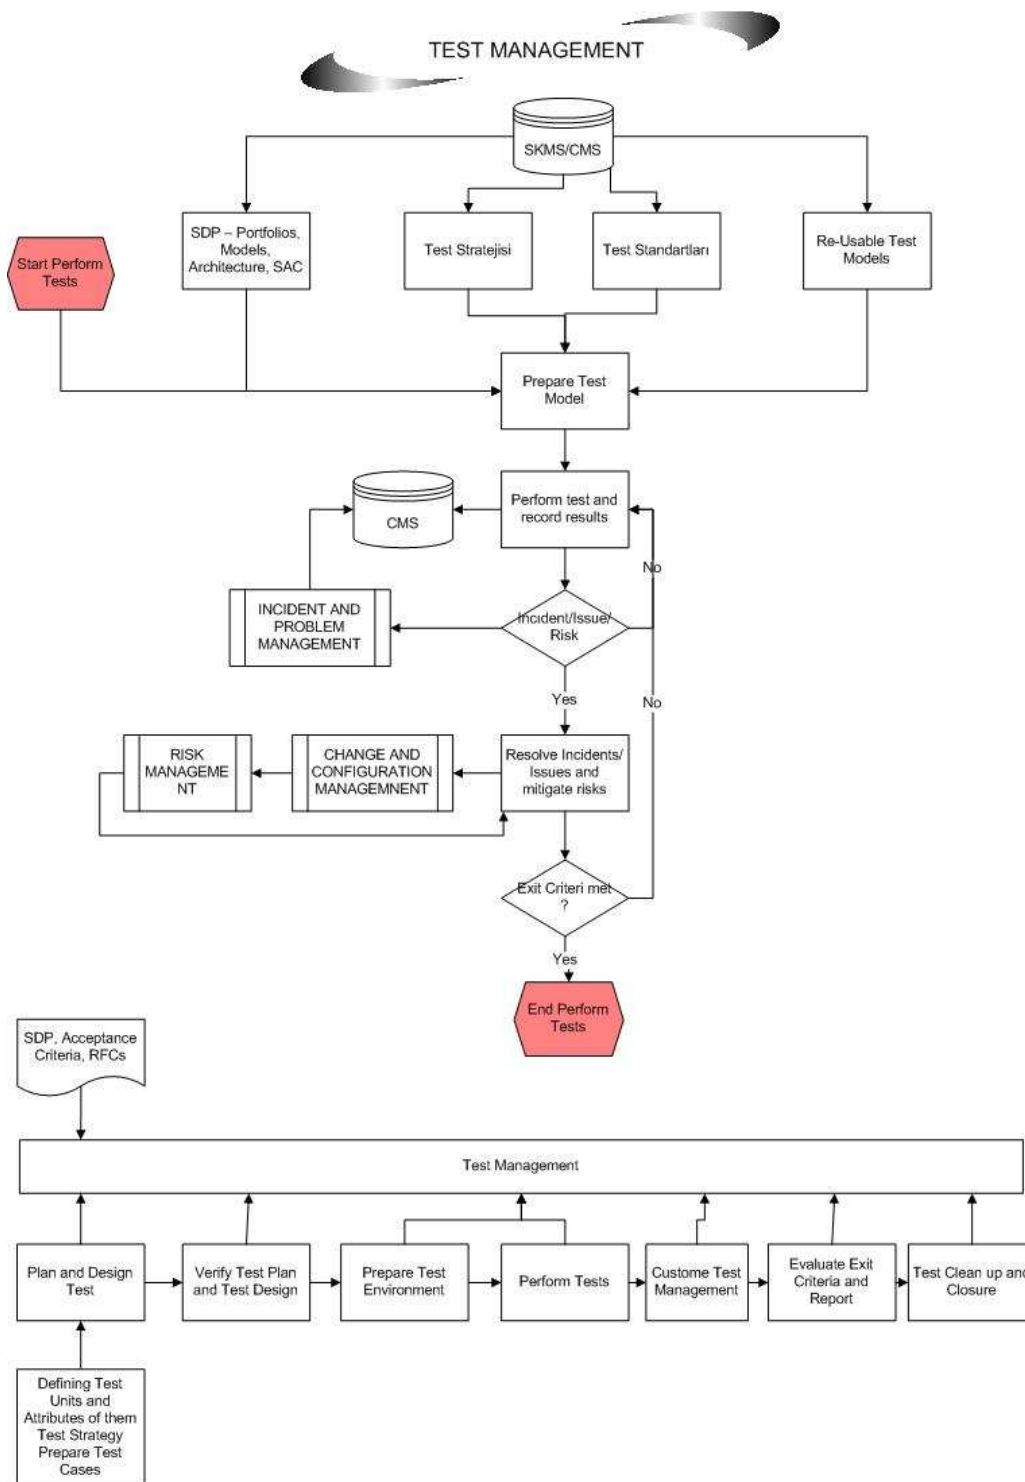 TEST MANAGEMENT
SKMS/CMS
SDP – Portfolios,
Models,
Architecture, SAC
Test Stratejisi
Test Standartları
Re-Usable Test
Models
Start Perform
Tests
Prepare Test
Model
Perform test and
record results
CMS
No
INCIDENT AND
PROBLEM
MANAGEMENT
Incıdent/Issue/
Risk
Yes
No
RISK
MANAGEME
NT
CHANGE AND
CONFIGURATION
MANAGEMNENT
Resolve Incidents/
Issues and
mitigate risks
Exit Criteri met
?
Yes
End Perform
Tests
SDP, Acceptance
Criteria, RFCs
Test Management
Plan and Design
Test
Verify Test Plan
and Test Design
Prepare Test
Environment
Perform Tests
Custome Test
Management
Evaluate Exit
Criteria and
Report
Test Clean up and
Closure
Defining Test
Units and
Attributes of them
Test Strategy
Prepare Test
Cases